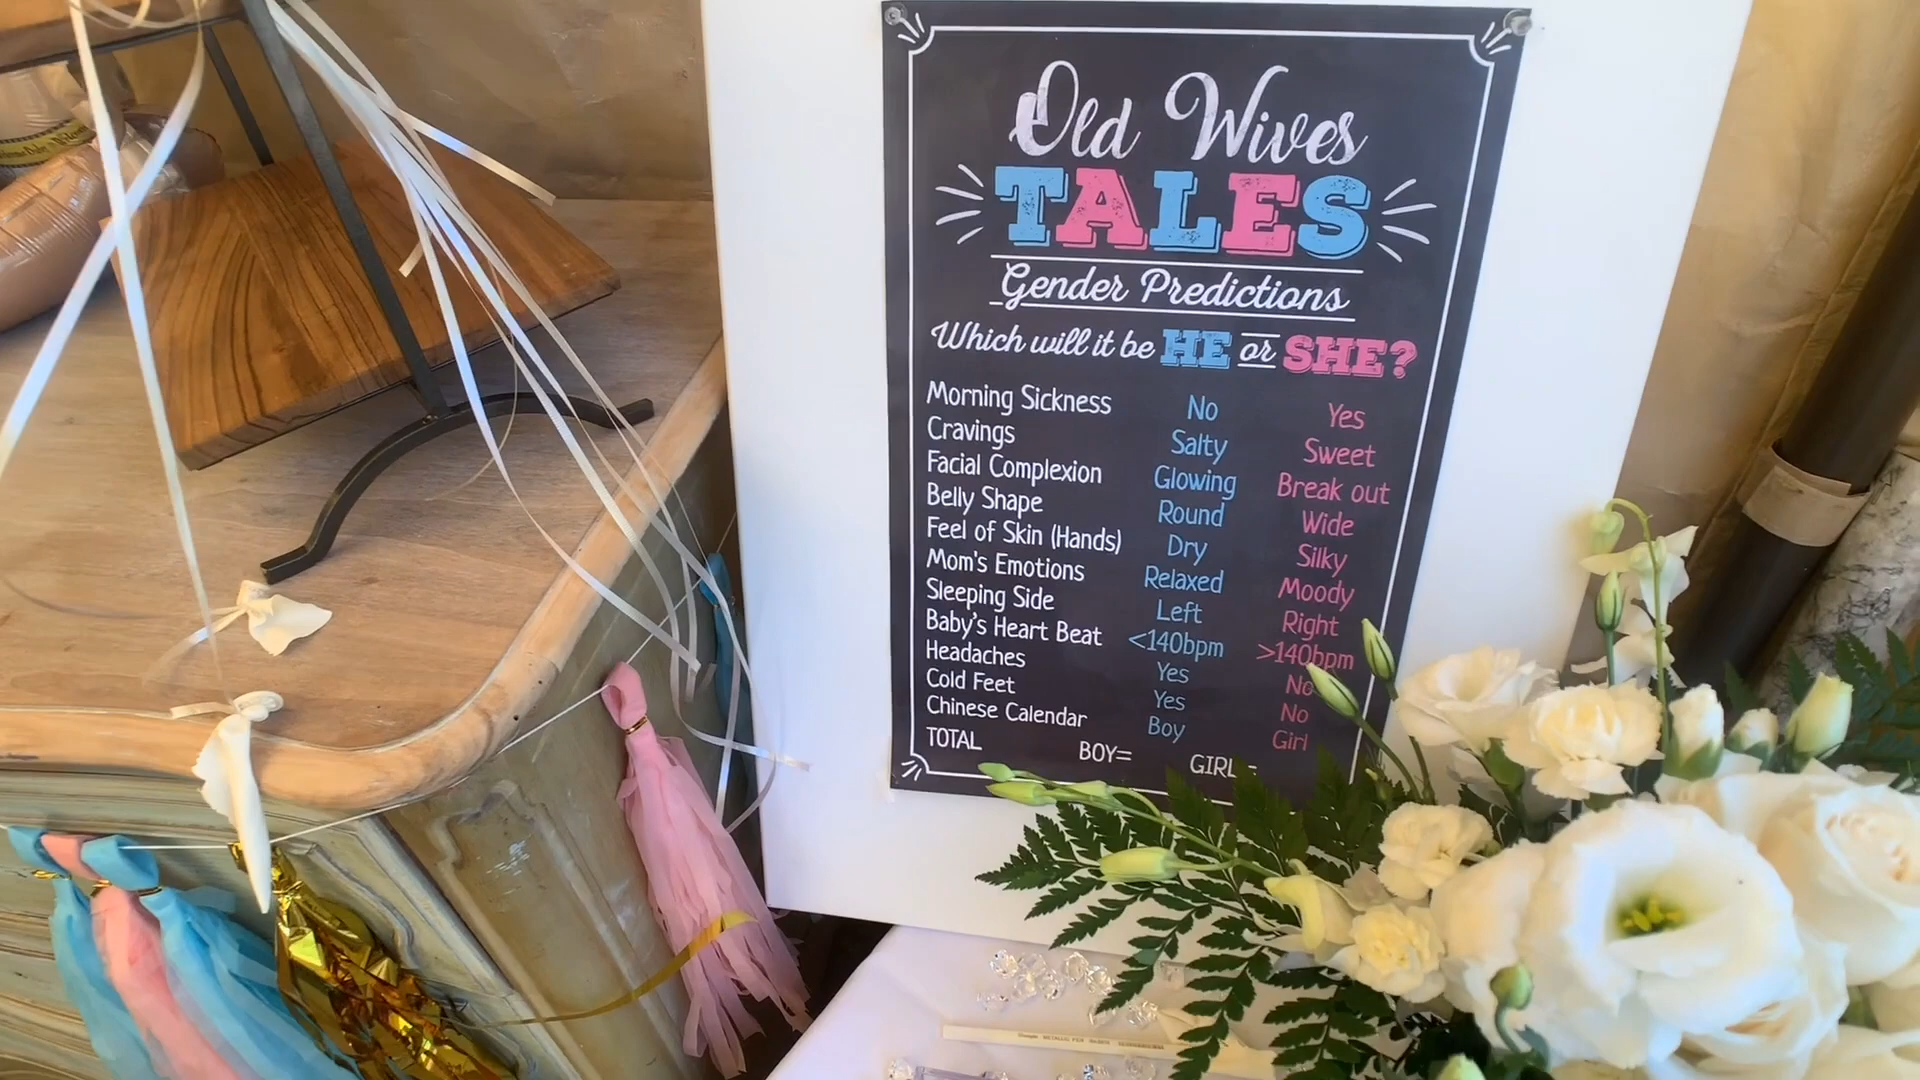 Old Wives
TALES
Gender Predictions
Which will it be HE or SHE?
Morning Sickness No Yes
Cravings Salty Sweet
Facial Complexion Glowing Break out
Belly Shape Round Wide
Feel of Skin (Hands) Dry Silky
Mom's Emotions Relaxed Moody
Sleeping Side Left Right
Baby's Heart Beat <140bpm >140bpm
Headaches Yes No
Cold Feet Yes No
Chinese Calendar Boy Girl
TOTAL BOY= GIRL=